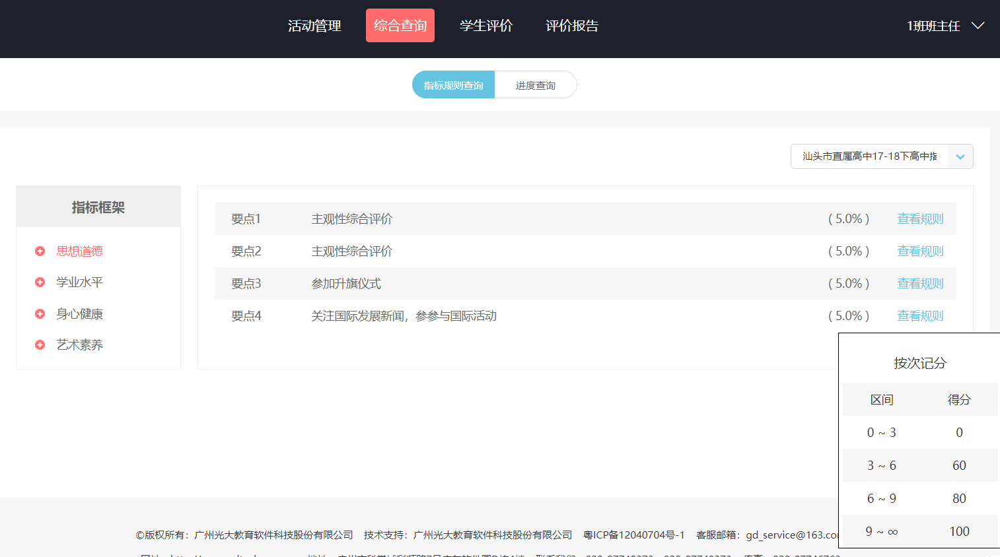 活动管理 综合查询 学生评价 评价报告 1班班主任
指标规则查询 进度查询
汕头市直属高中17-18下高中指
指标框架
思想道德
学业水平
身心健康
艺术素养
要点1 主观性综合评价 ( 5.0% ) 查看规则
要点2 主观性综合评价 ( 5.0% ) 查看规则
要点3 参加升旗仪式 ( 5.0% ) 查看规则
要点4 关注国际发展新闻，参参与国际活动 ( 5.0% ) 查看规则
按次记分
区间 得分
0 ~ 3 0
3 ~ 6 60
6 ~ 9 80
9 ~ ∞ 100
©版权所有：广州光大教育软件科技股份有限公司 技术支持：广州光大教育软件科技股份有限公司 粤ICP备12040704号-1 客服邮箱：gd_service@163.co